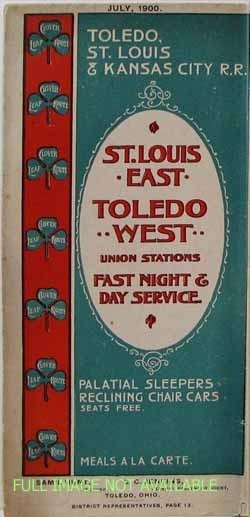 JULY, 1900.
TOLEDO,
ST. LOUIS
& KANSAS CITY R.R.
CLOVER
LEAF ROUTE
CLOVER
LEAF ROUTE
CLOVER
LEAF ROUTE
CLOVER
LEAF ROUTE
CLOVER
LEAF ROUTE
CLOVER
LEAF ROUTE
CLOVER
LEAF ROUTE
ST. LOUIS
·EAST·
TOLEDO
··WEST··
UNION STATIONS
FAST NIGHT &
DAY SERVICE.
PALATIAL SLEEPERS
RECLINING CHAIR CARS
SEATS FREE.
MEALS A LA CARTE.
FULL IMAGE NOT AVAILABLE
TOLEDO, OHIO.
DISTRICT REPRESENTATIVES, PAGE 12.